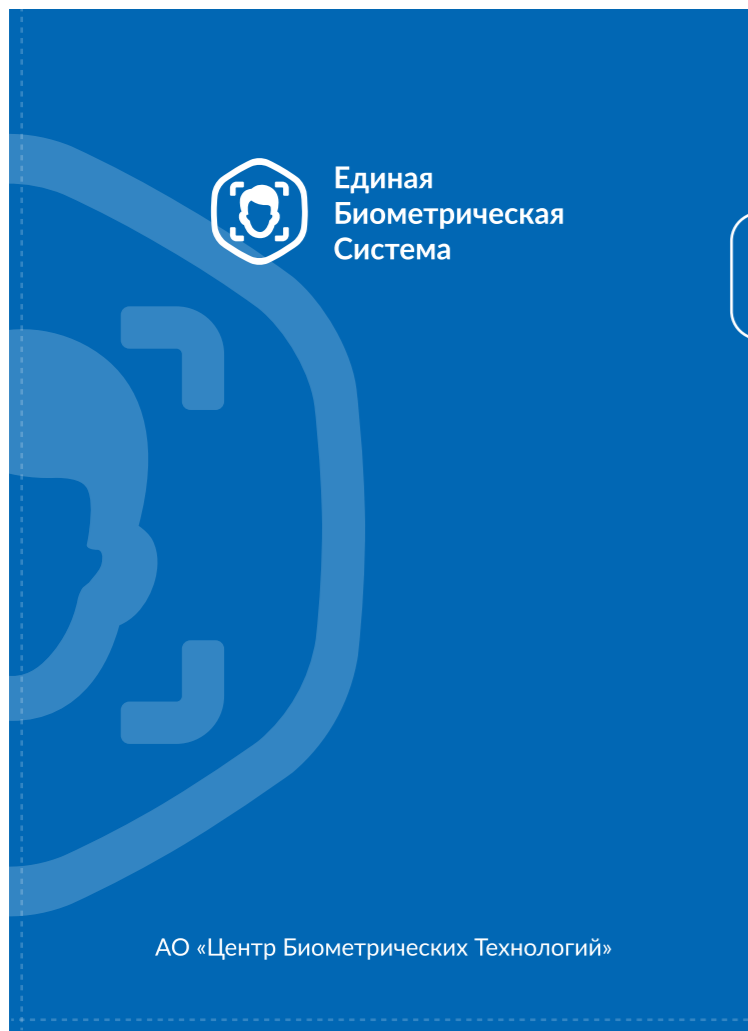 Единая
Биометрическая
Система
АО «Центр Биометрических Технологий»